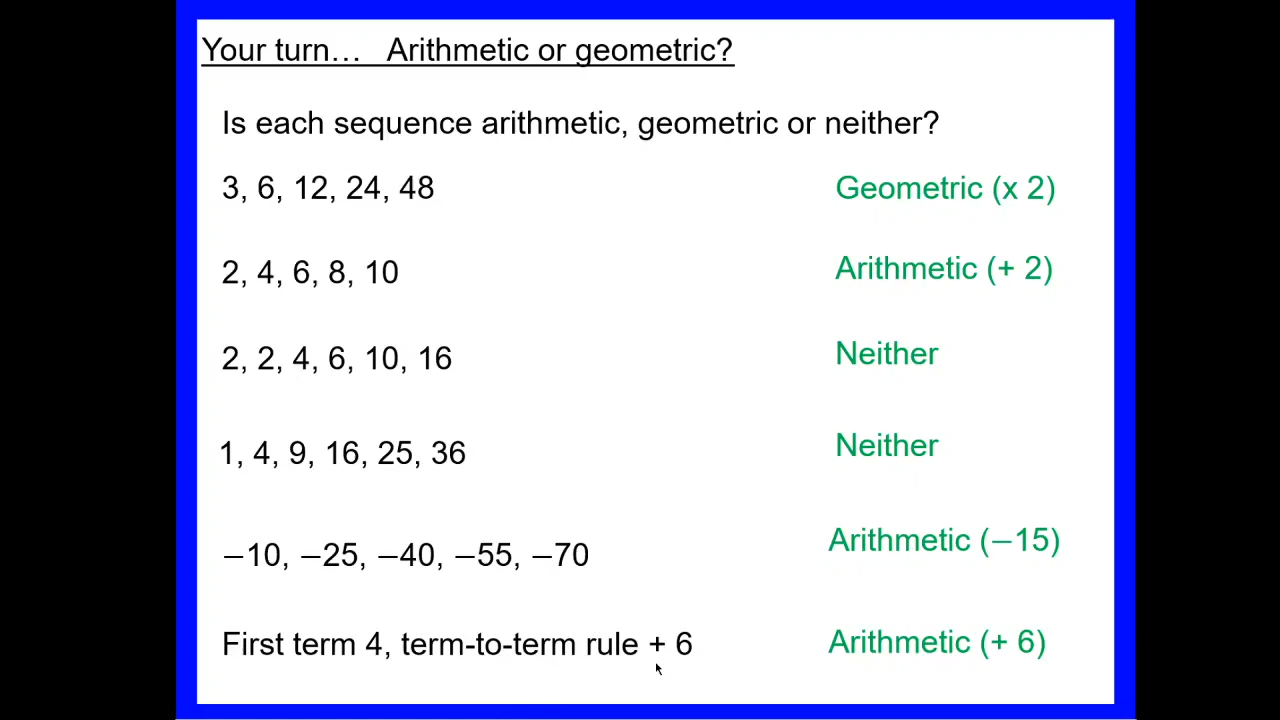 Your turn… Arithmetic or geometric?
Is each sequence arithmetic, geometric or neither?
3, 6, 12, 24, 48 Geometric (x 2)
2, 4, 6, 8, 10 Arithmetic (+ 2)
2, 2, 4, 6, 10, 16 Neither
1, 4, 9, 16, 25, 36 Neither
−10, −25, −40, −55, −70 Arithmetic (−15)
First term 4, term-to-term rule + 6 Arithmetic (+ 6)